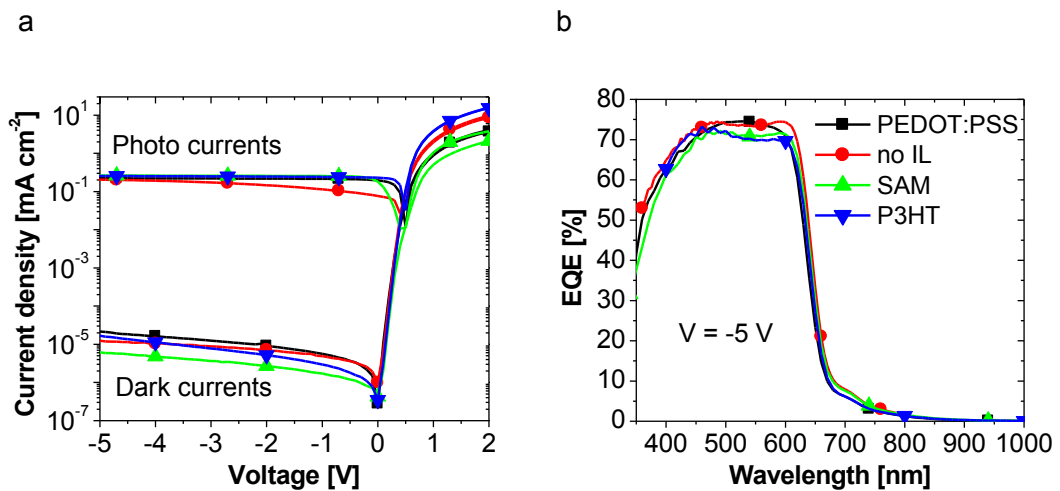 a
b
Current density [mA cm-2]
10^1
10^-1
10^-3
10^-5
10^-7
Photo currents
Dark currents
-5 -4 -3 -2 -1 0 1 2
Voltage [V]
EQE [%]
80
70
60
50
40
30
20
10
0
PEDOT:PSS
no IL
SAM
P3HT
V = -5 V
400 500 600 700 800 900 1000
Wavelength [nm]